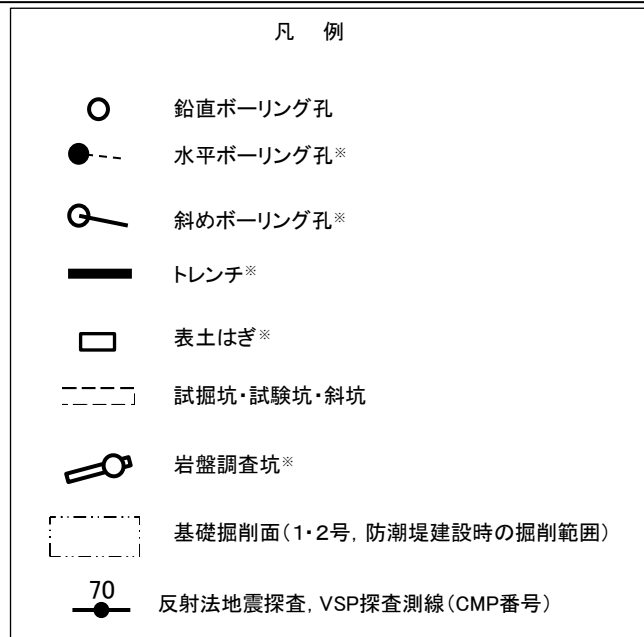 凡 例
鉛直ボーリング孔
水平ボーリング孔※
斜めボーリング孔※
トレンチ※
表土はぎ※
試掘坑・試験坑・斜坑
岩盤調査坑※
基礎掘削面(1・2号, 防潮堤建設時の掘削範囲)
70
反射法地震探査, VSP探査測線(CMP番号)